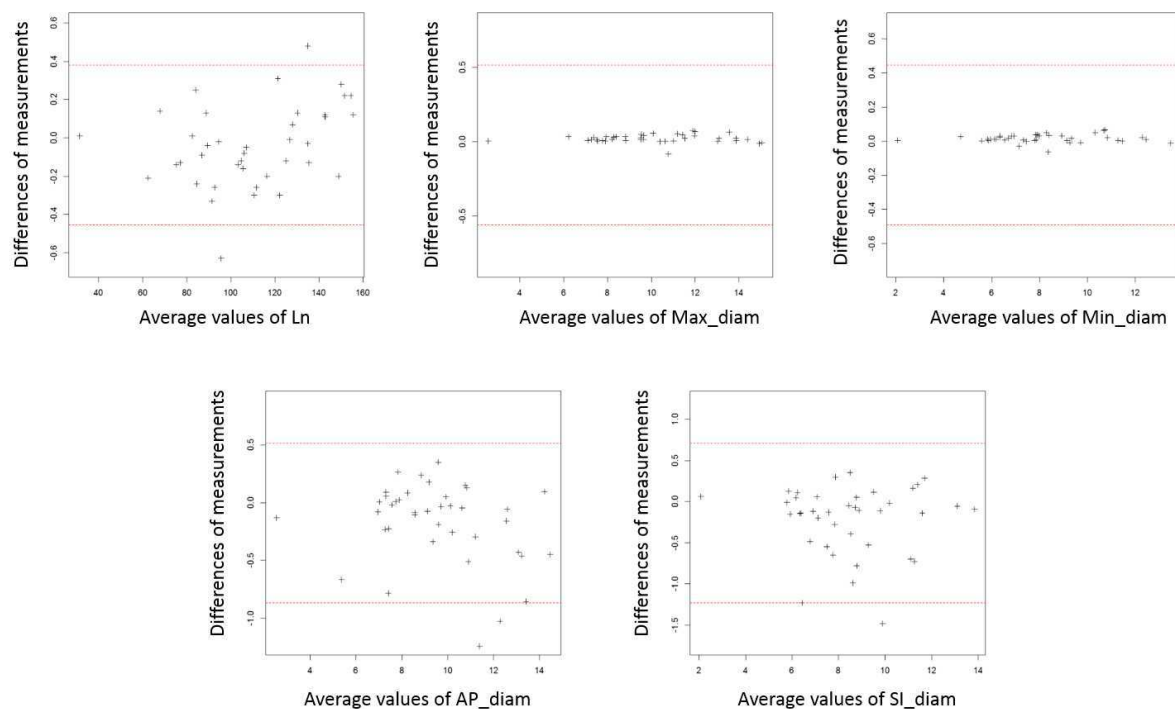 Differences of measurements
0.6
0.4
0.2
0.0
-0.2
-0.4
-0.6
40 60 80 100 120 140 160
Average values of Ln
Differences of measurements
0.5
0.0
-0.5
4 6 8 10 12 14
Average values of Max_diam
Differences of measurements
0.6
0.4
0.2
0.0
-0.2
-0.4
-0.6
2 4 6 8 10 12
Average values of Min_diam
Differences of measurements
0.5
0.0
-0.5
-1.0
4 6 8 10 12 14
Average values of AP_diam
Differences of measurements
1.0
0.5
0.0
-0.5
-1.0
-1.5
2 4 6 8 10 12 14
Average values of SI_diam